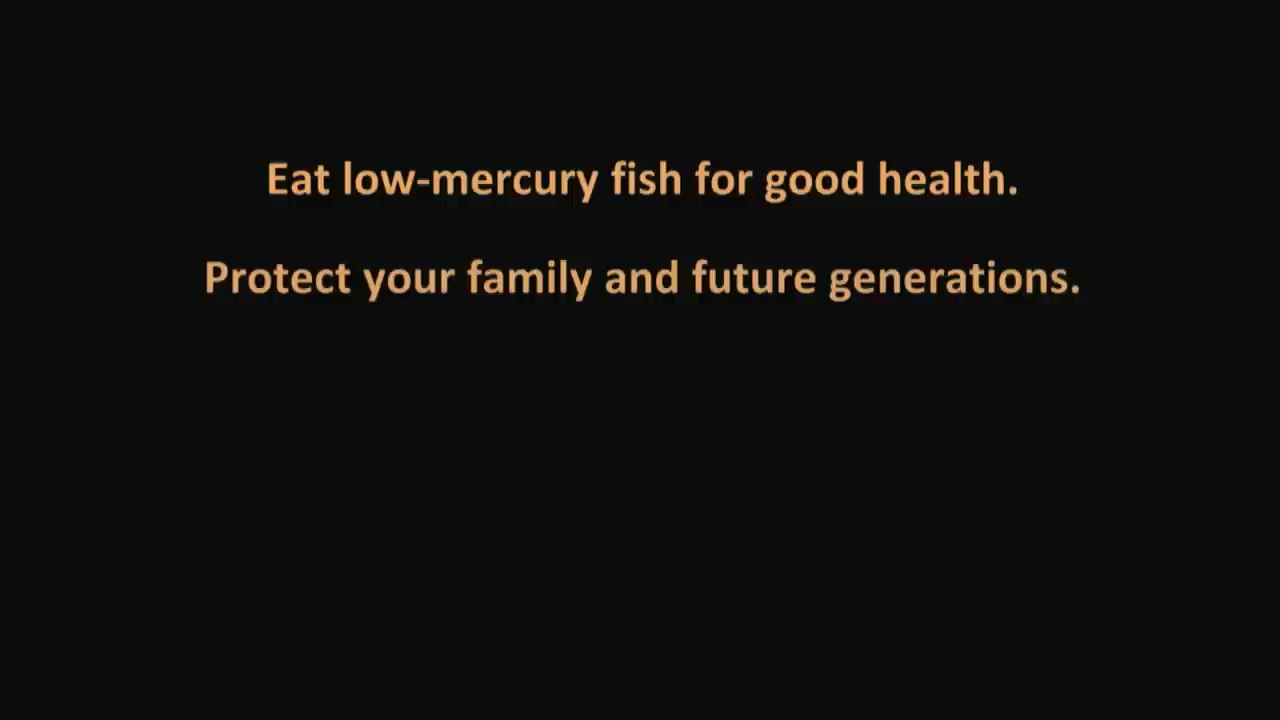 Eat low-mercury fish for good health.
Protect your family and future generations.